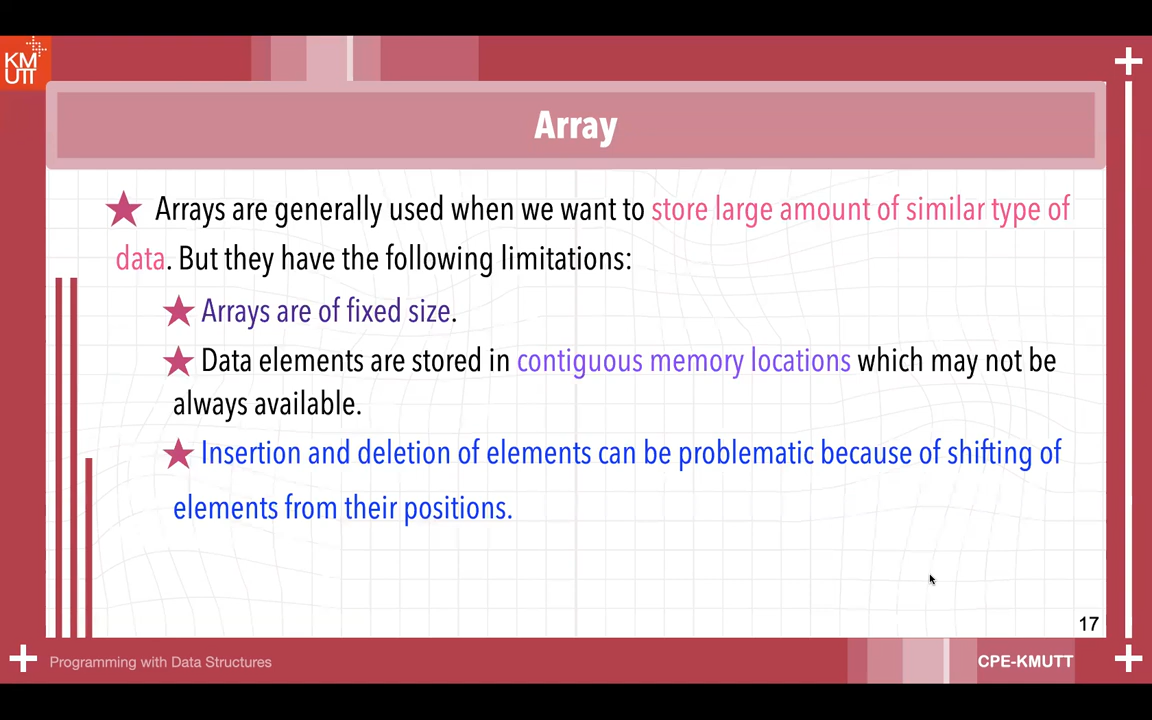 KM
UTT
Array
Arrays are generally used when we want to store large amount of similar type of
data. But they have the following limitations:
Arrays are of fixed size.
Data elements are stored in contiguous memory locations which may not be
always available.
Insertion and deletion of elements can be problematic because of shifting of
elements from their positions.
17
Programming with Data Structures
CPE-KMUTT